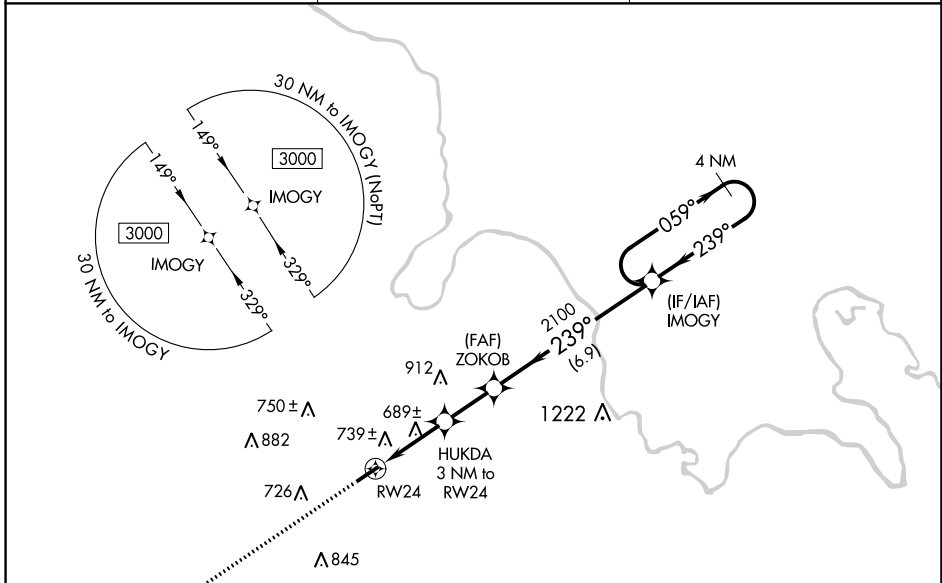 30 NM to IMOGY (NoPT)
149°
3000
IMOGY
329°
149°
3000
IMOGY
329°
30 NM to IMOGY
4 NM
059°
239°
(IF/IAF)
IMOGY
2100
239°
(6.9)
(FAF)
ZOKOB
912
1222
750 ±
689±
882
739 ±
HUKDA
3 NM to
RW24
RW24
726
845